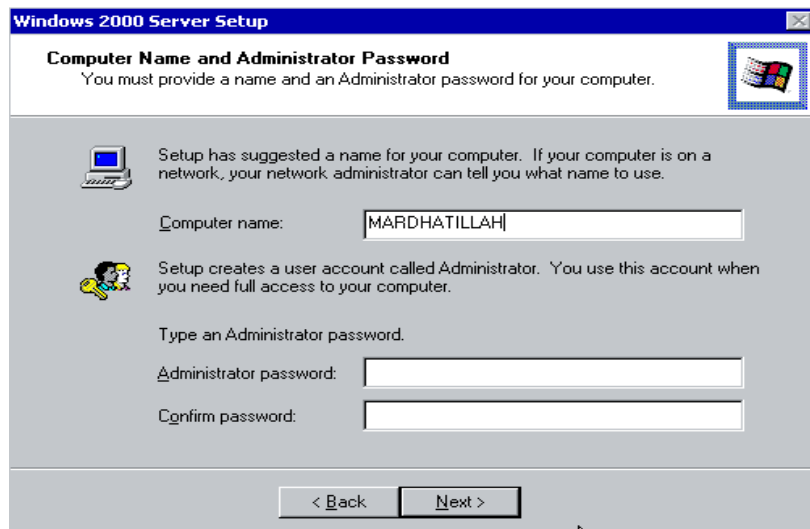 Windows 2000 Server Setup
Computer Name and Administrator Password
You must provide a name and an Administrator password for your computer.
Setup has suggested a name for your computer. If your computer is on a
network, your network administrator can tell you what name to use.
Computer name: MARDHATILLAH
Setup creates a user account called Administrator. You use this account when
you need full access to your computer.
Type an Administrator password.
Administrator password:
Confirm password:
< Back Next >